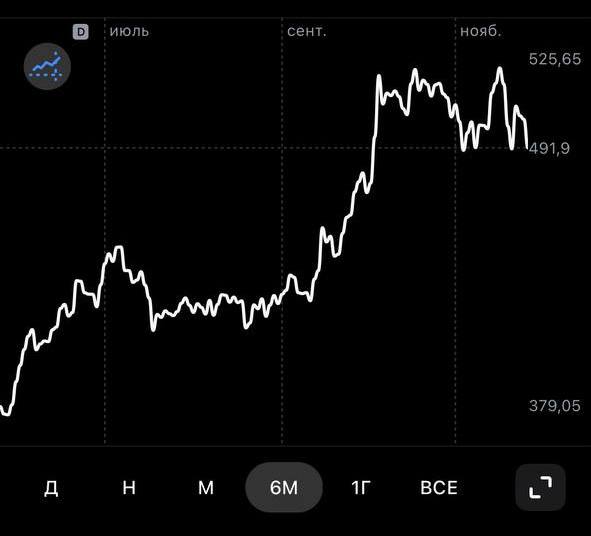 D
июль
сент.
нояб.
525,65
491,9
379,05
Д
Н
М
6М
1Г
ВСЕ